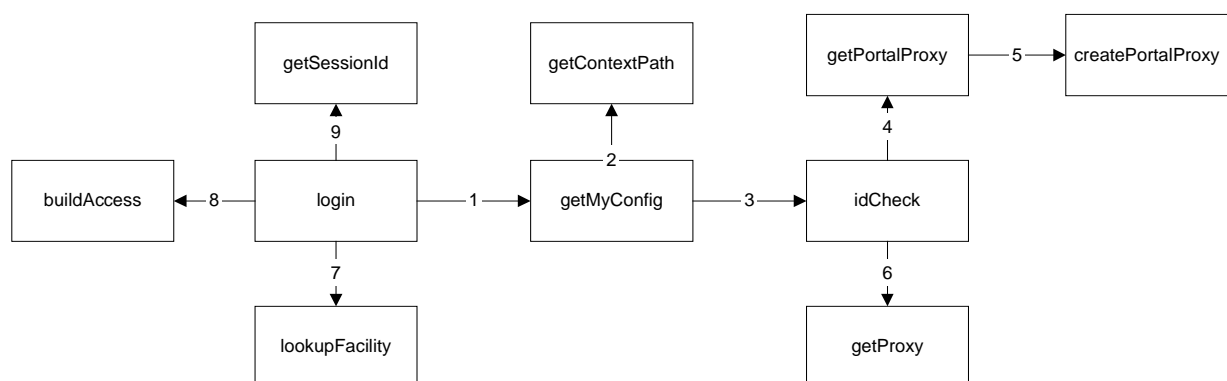 getSessionId
getContextPath
getPortalProxy
5
createPortalProxy
9
2
4
buildAccess
8
login
1
getMyConfig
3
idCheck
7
6
lookupFacility
getProxy